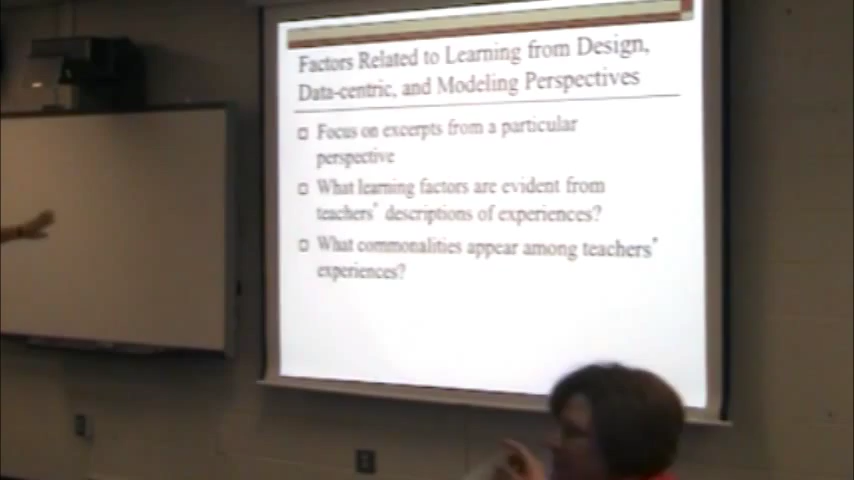 Factors Related to Learning from Design,
Data-centric, and Modeling Perspectives
Focus on excerpts from a particular
perspective
What learning factors are evident from
teachers' descriptions of experiences?
What commonalities appear among teachers'
experiences?